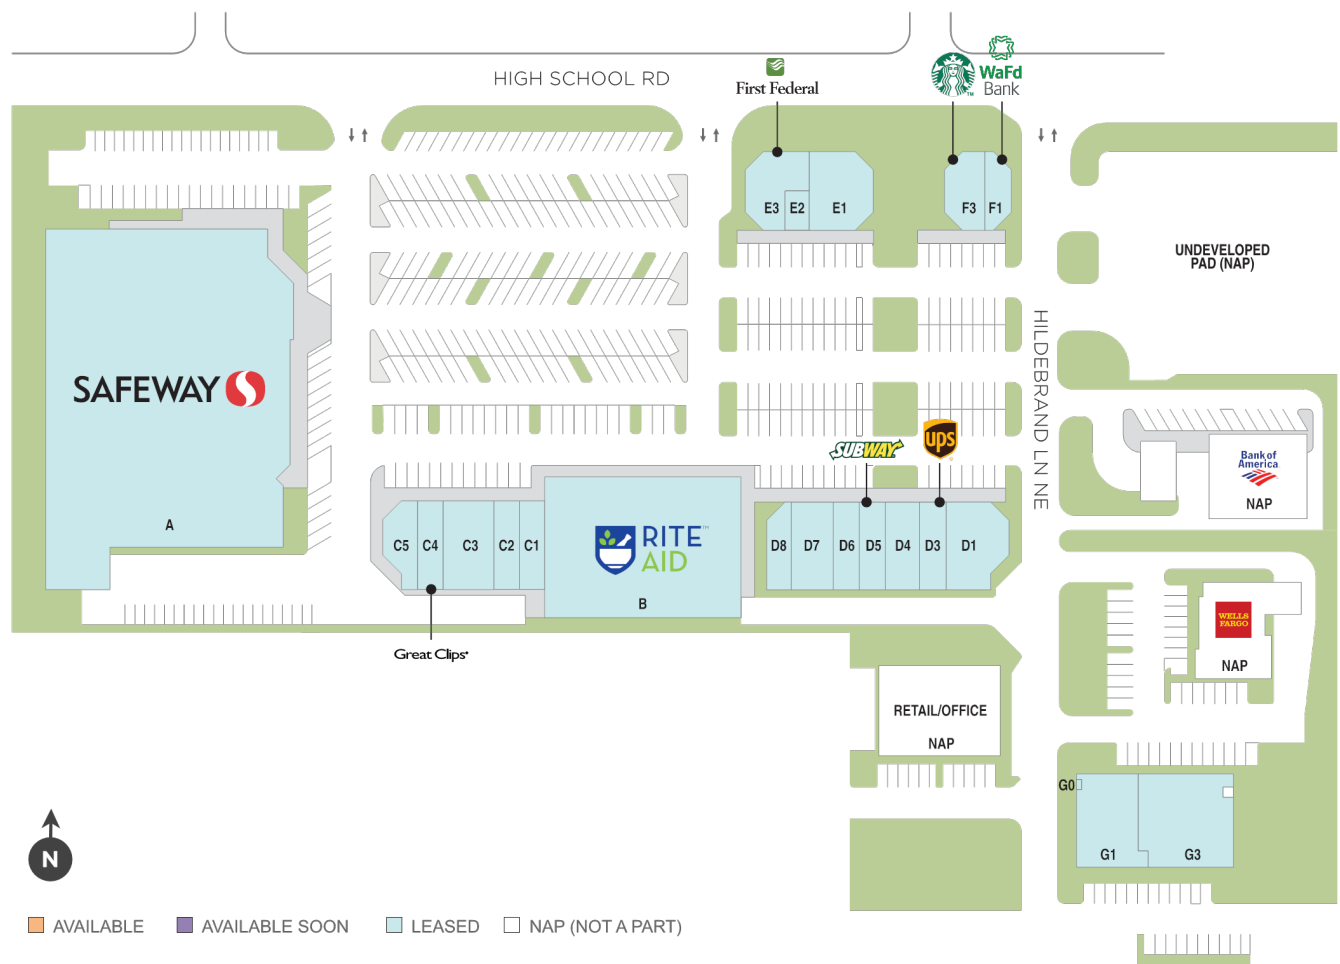 HIGH SCHOOL RD
First Federal
WaFd
Bank
E3
E2
E1
F3
F1
UNDEVELOPED
PAD (NAP)
HILDEBRAND LN NE
SAFEWAY
A
SUBWAY
ups
Bank of
America
NAP
C5
C4
C3
C2
C1
RITE
AID
B
D8
D7
D6
D5
D4
D3
D1
Great Clips
WELLS
FARGO
NAP
RETAIL/OFFICE
NAP
G0
G1
G3
N
AVAILABLE
AVAILABLE SOON
LEASED
NAP (NOT A PART)